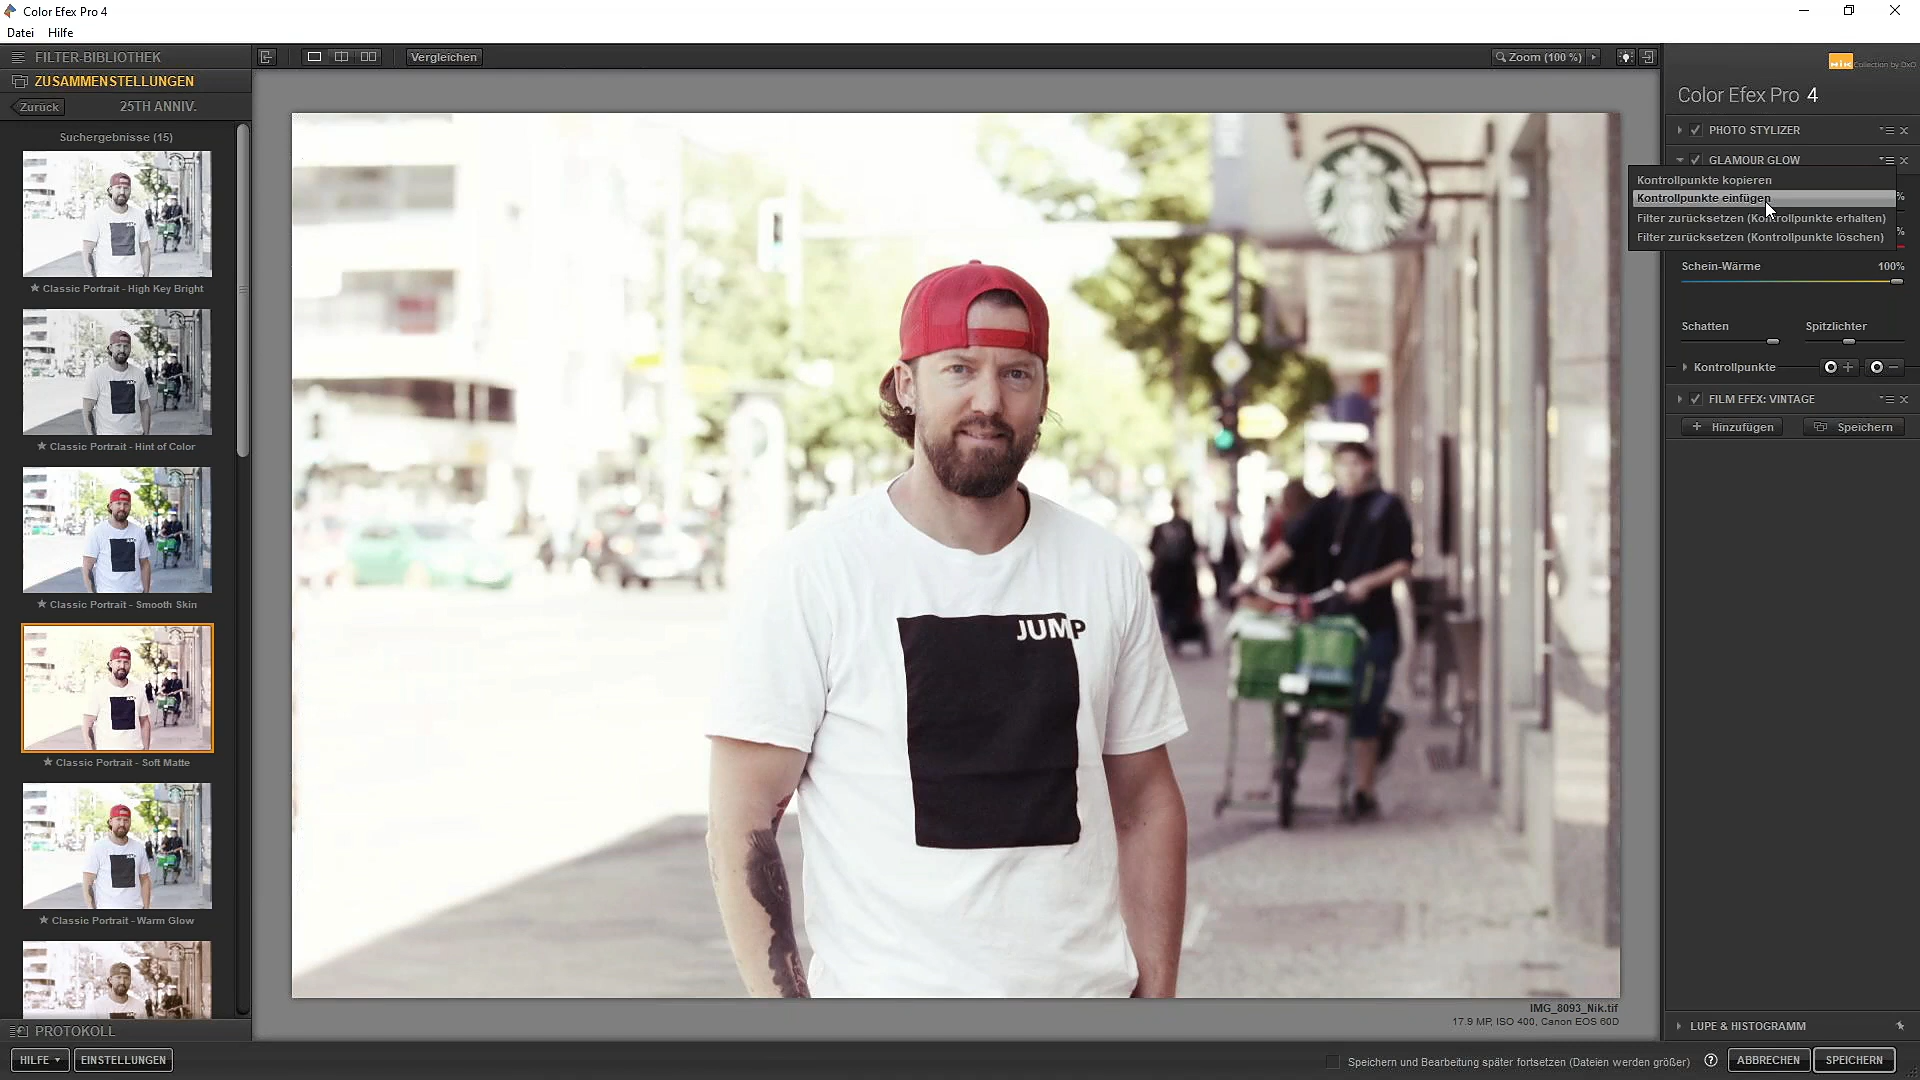 Color Efex Pro 4
Datei Hilfe
FILTER-BIBLIOTHEK
ZUSAMMENSTELLUNGEN
Zurück 25TH ANNIV.
Suchergebnisse (15)
★ Classic Portrait - High Key Bright
★ Classic Portrait - Hint of Color
★ Classic Portrait - Smooth Skin
★ Classic Portrait - Soft Matte
★ Classic Portrait - Warm Glow
PROTOKOLL
HILFE EINSTELLUNGEN
Vergleichen
Zoom (100 %)
JUMP
IMG_8093_Nik.tif
17.9 MP, ISO 400, Canon EOS 60D
Nik Collection by DxO
Color Efex Pro 4
PHOTO STYLIZER
GLAMOUR GLOW
Kontrollpunkte kopieren
Kontrollpunkte einfügen
%
Filter zurücksetzen (Kontrollpunkte erhalten)
%
Filter zurücksetzen (Kontrollpunkte löschen)
Schein-Wärme 100%
Schatten Spitzlichter
Kontrollpunkte
FILM EFEX: VINTAGE
+ Hinzufügen Speichern
LUPE & HISTOGRAMM
Speichern und Bearbeitung später fortsetzen (Dateien werden größer) ? ABBRECHEN SPEICHERN